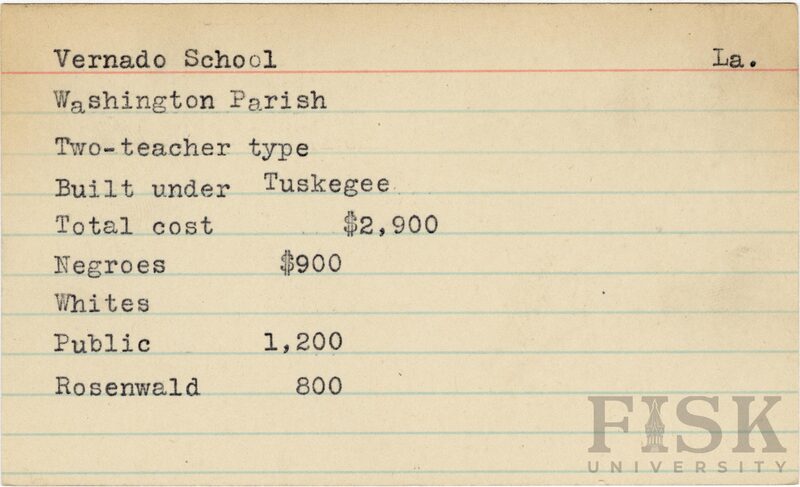 Vernado School La.
Washington Parish
Two-teacher type
Built under Tuskegee
Total cost $2,900
Negroes $900
Whites
Public 1,200
Rosenwald 800
FISK
UNIVERSITY